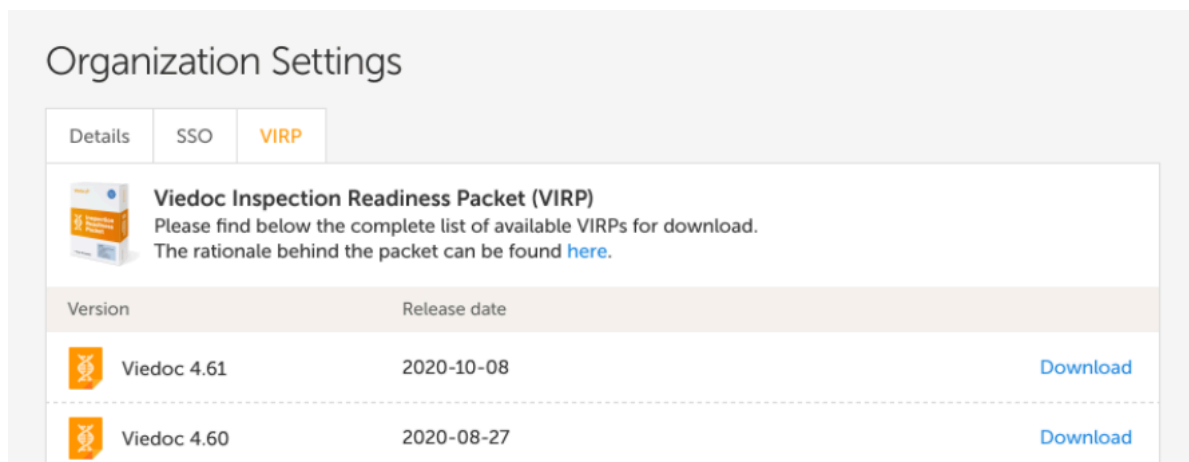 Organization Settings
Details SSO VIRP
Viedoc Inspection Readiness Packet (VIRP)
Please find below the complete list of available VIRPs for download.
The rationale behind the packet can be found here.
Version Release date
Viedoc 4.61 2020-10-08 Download
Viedoc 4.60 2020-08-27 Download